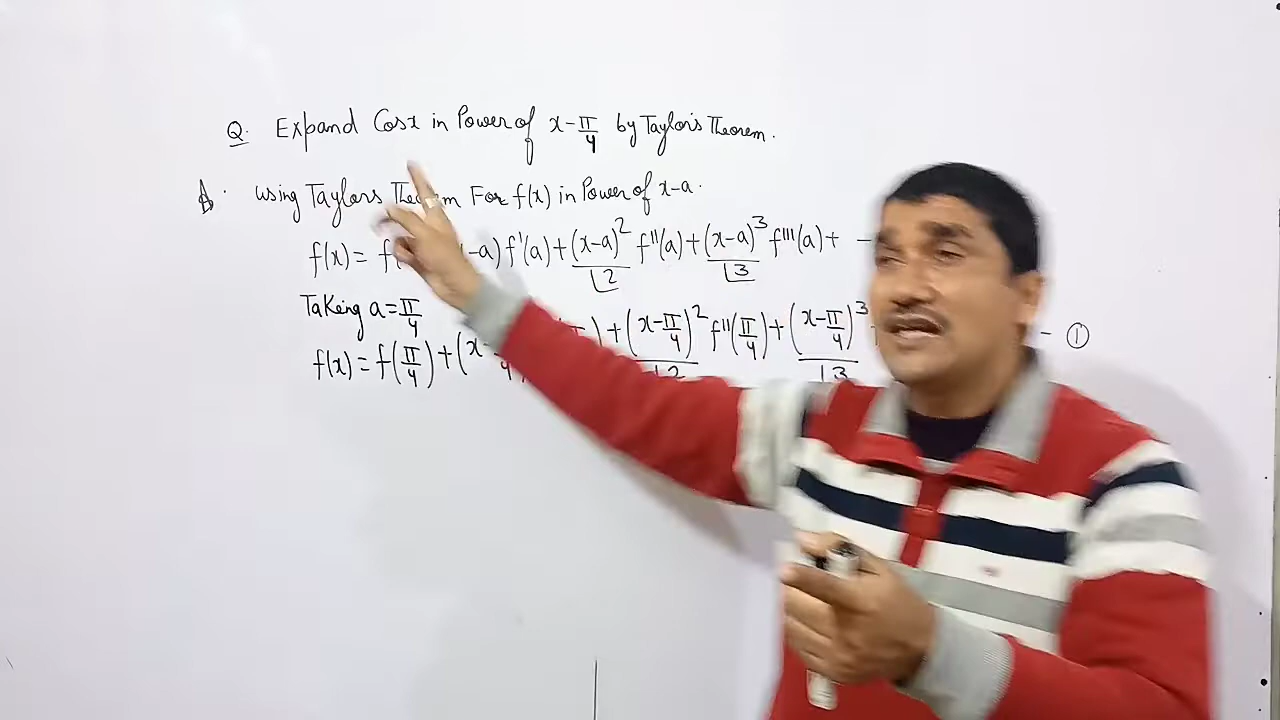 Q. Expand Cosx in Power of x-π/4 by Taylor's Theorem.
A. using Taylors Theorem For f(x) in Power of x-a.
f(x) = f( -a) f'(a) + (x-a)^2/⌊2 f''(a) + (x-a)^3/⌊3 f'''(a) + -
Taking a = π/4
f(x) = f(π/4) + (x- + (x-π/4)^2/⌊2 f''(π/4) + (x-π/4)^3/⌊3 - ①